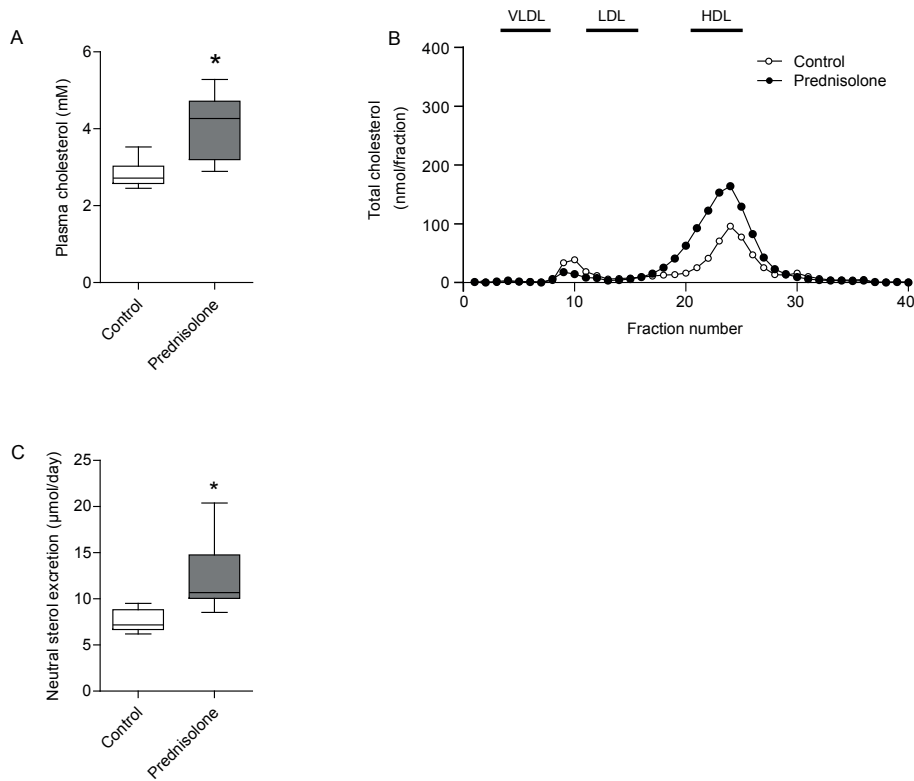 A
Plasma cholesterol (mM)
6
4
2
0
*
Control
Prednisolone
B
VLDL LDL HDL
Total cholesterol
(nmol/fraction)
400
300
200
100
0
Control
Prednisolone
0 10 20 30 40
Fraction number
C
Neutral sterol excretion (µmol/day)
25
20
15
10
5
0
*
Control
Prednisolone